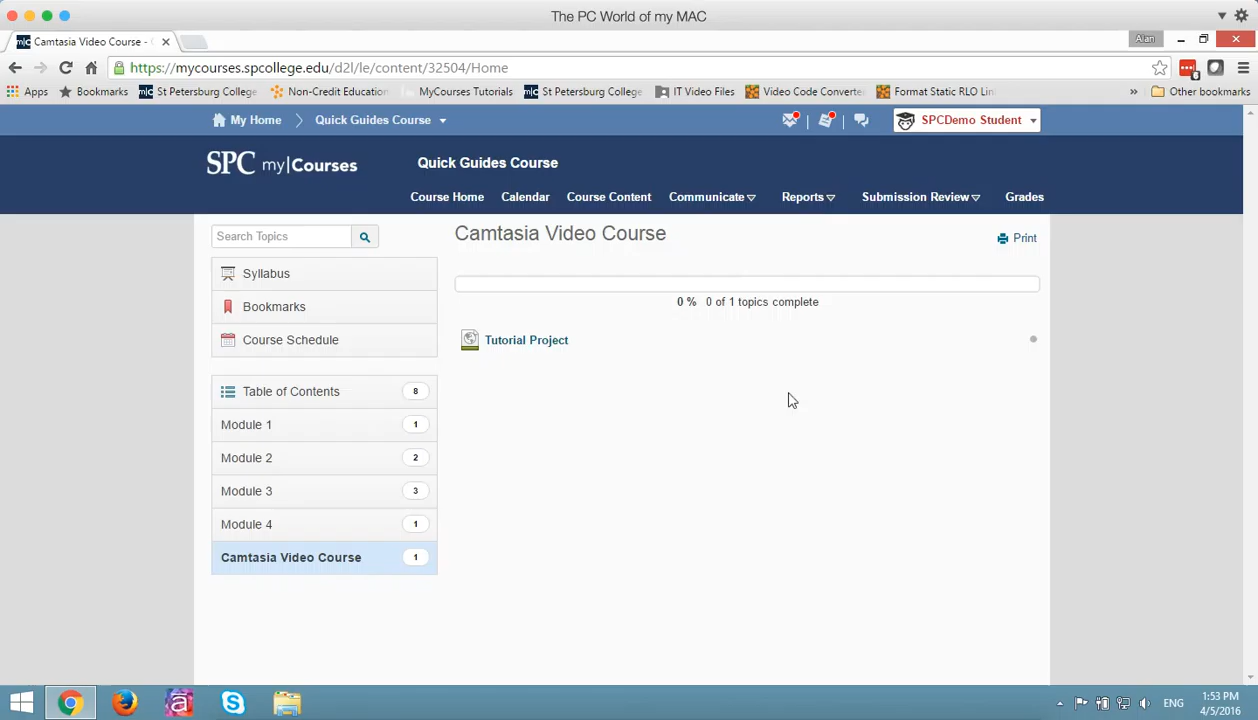 The PC World of my MAC
Camtasia Video Course -
Alan
https://mycourses.spcollege.edu/d2l/le/content/32504/Home
Apps Bookmarks St Petersburg College Non-Credit Education MyCourses Tutorials St Petersburg College IT Video Files Video Code Converter Format Static RLO Lin » Other bookmarks
My Home Quick Guides Course SPCDemo Student
SPC my|Courses Quick Guides Course
Course Home Calendar Course Content Communicate Reports Submission Review Grades
Search Topics
Camtasia Video Course
Print
Syllabus
Bookmarks
Course Schedule
0 % 0 of 1 topics complete
Tutorial Project
Table of Contents 8
Module 1 1
Module 2 2
Module 3 3
Module 4 1
Camtasia Video Course 1
ENG
1:53 PM
4/5/2016